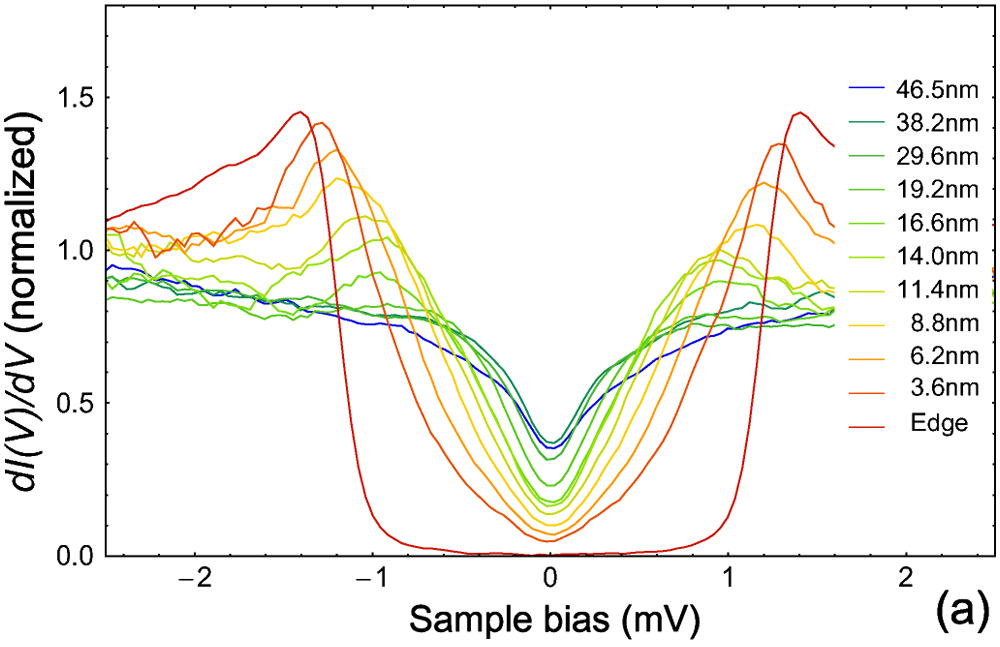 dI(V)/dV (normalized)
1.5
1.0
0.5
0.0
−2
−1
0
1
2
Sample bias (mV)
46.5nm
38.2nm
29.6nm
19.2nm
16.6nm
14.0nm
11.4nm
8.8nm
6.2nm
3.6nm
Edge
(a)